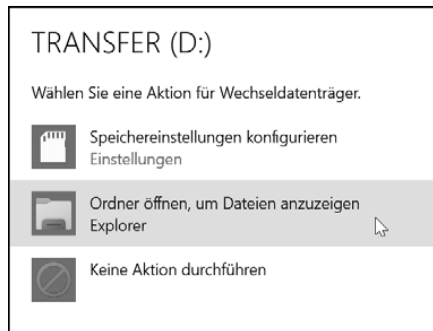 TRANSFER (D:)
Wählen Sie eine Aktion für Wechseldatenträger.
Speichereinstellungen konfigurieren
Einstellungen
Ordner öffnen, um Dateien anzuzeigen
Explorer
Keine Aktion durchführen